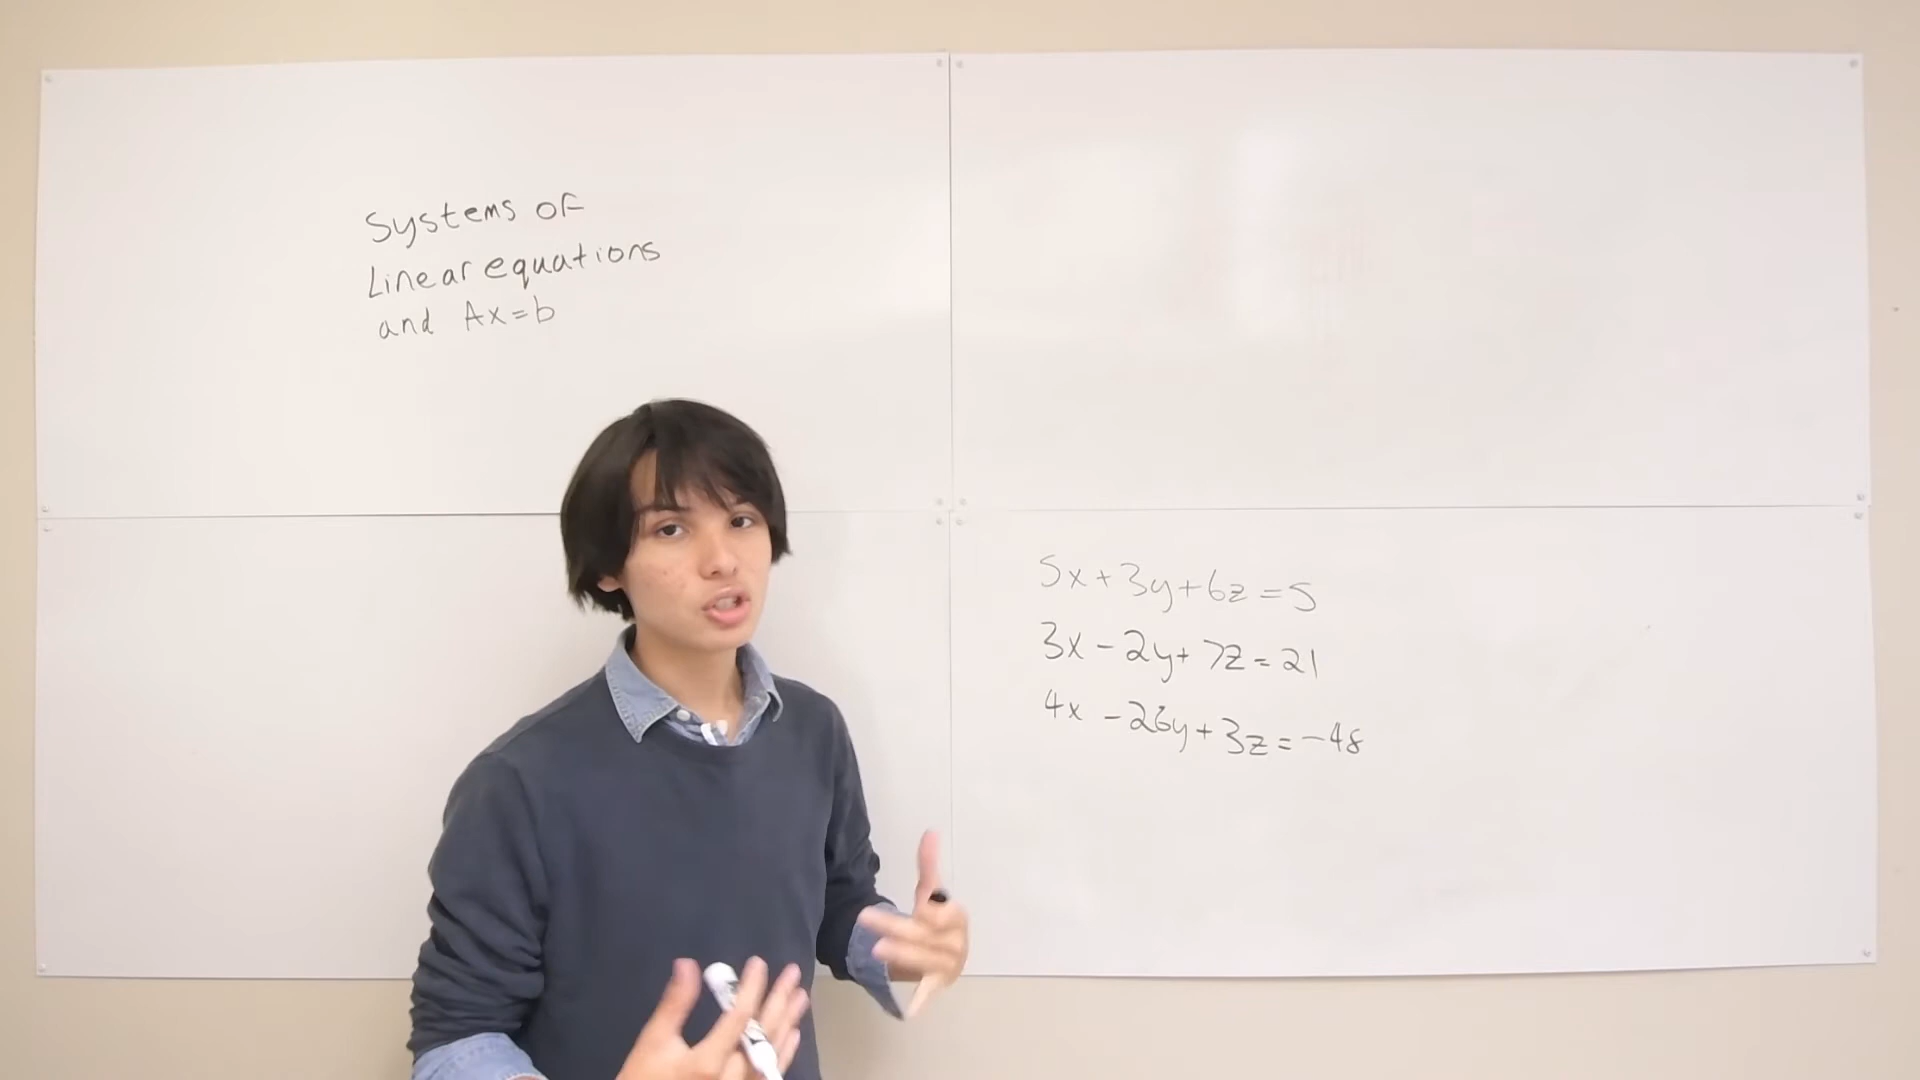 Systems of
Linear equations
and Ax=b
5x+3y+6z=5
3x-2y+7z=21
4x-26y+3z=-48